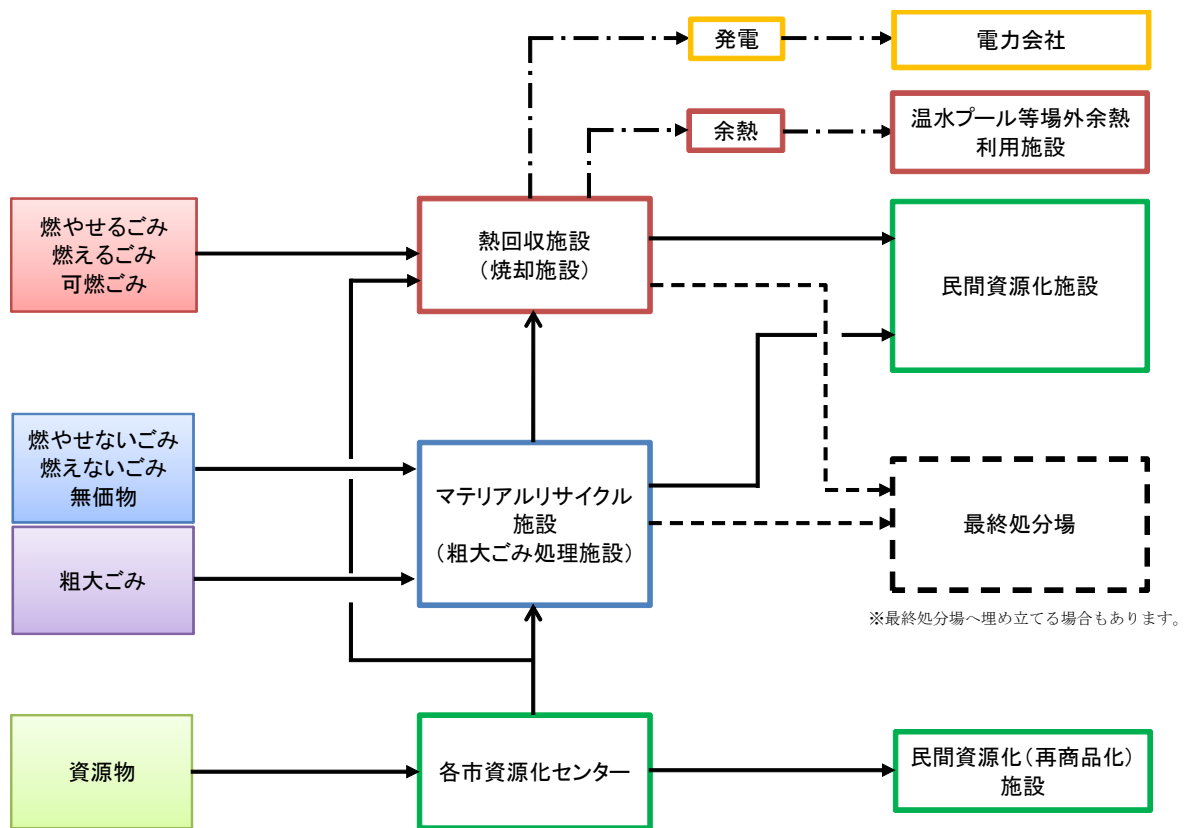 発電
電力会社
余熱
温水プール等場外余熱
利用施設
燃やせるごみ
燃えるごみ
可燃ごみ
熱回収施設
（焼却施設）
民間資源化施設
燃やせないごみ
燃えないごみ
無価物
マテリアルリサイクル
施設
（粗大ごみ処理施設）
最終処分場
粗大ごみ
※最終処分場へ埋め立てる場合もあります。
資源物
各市資源化センター
民間資源化（再商品化）
施設